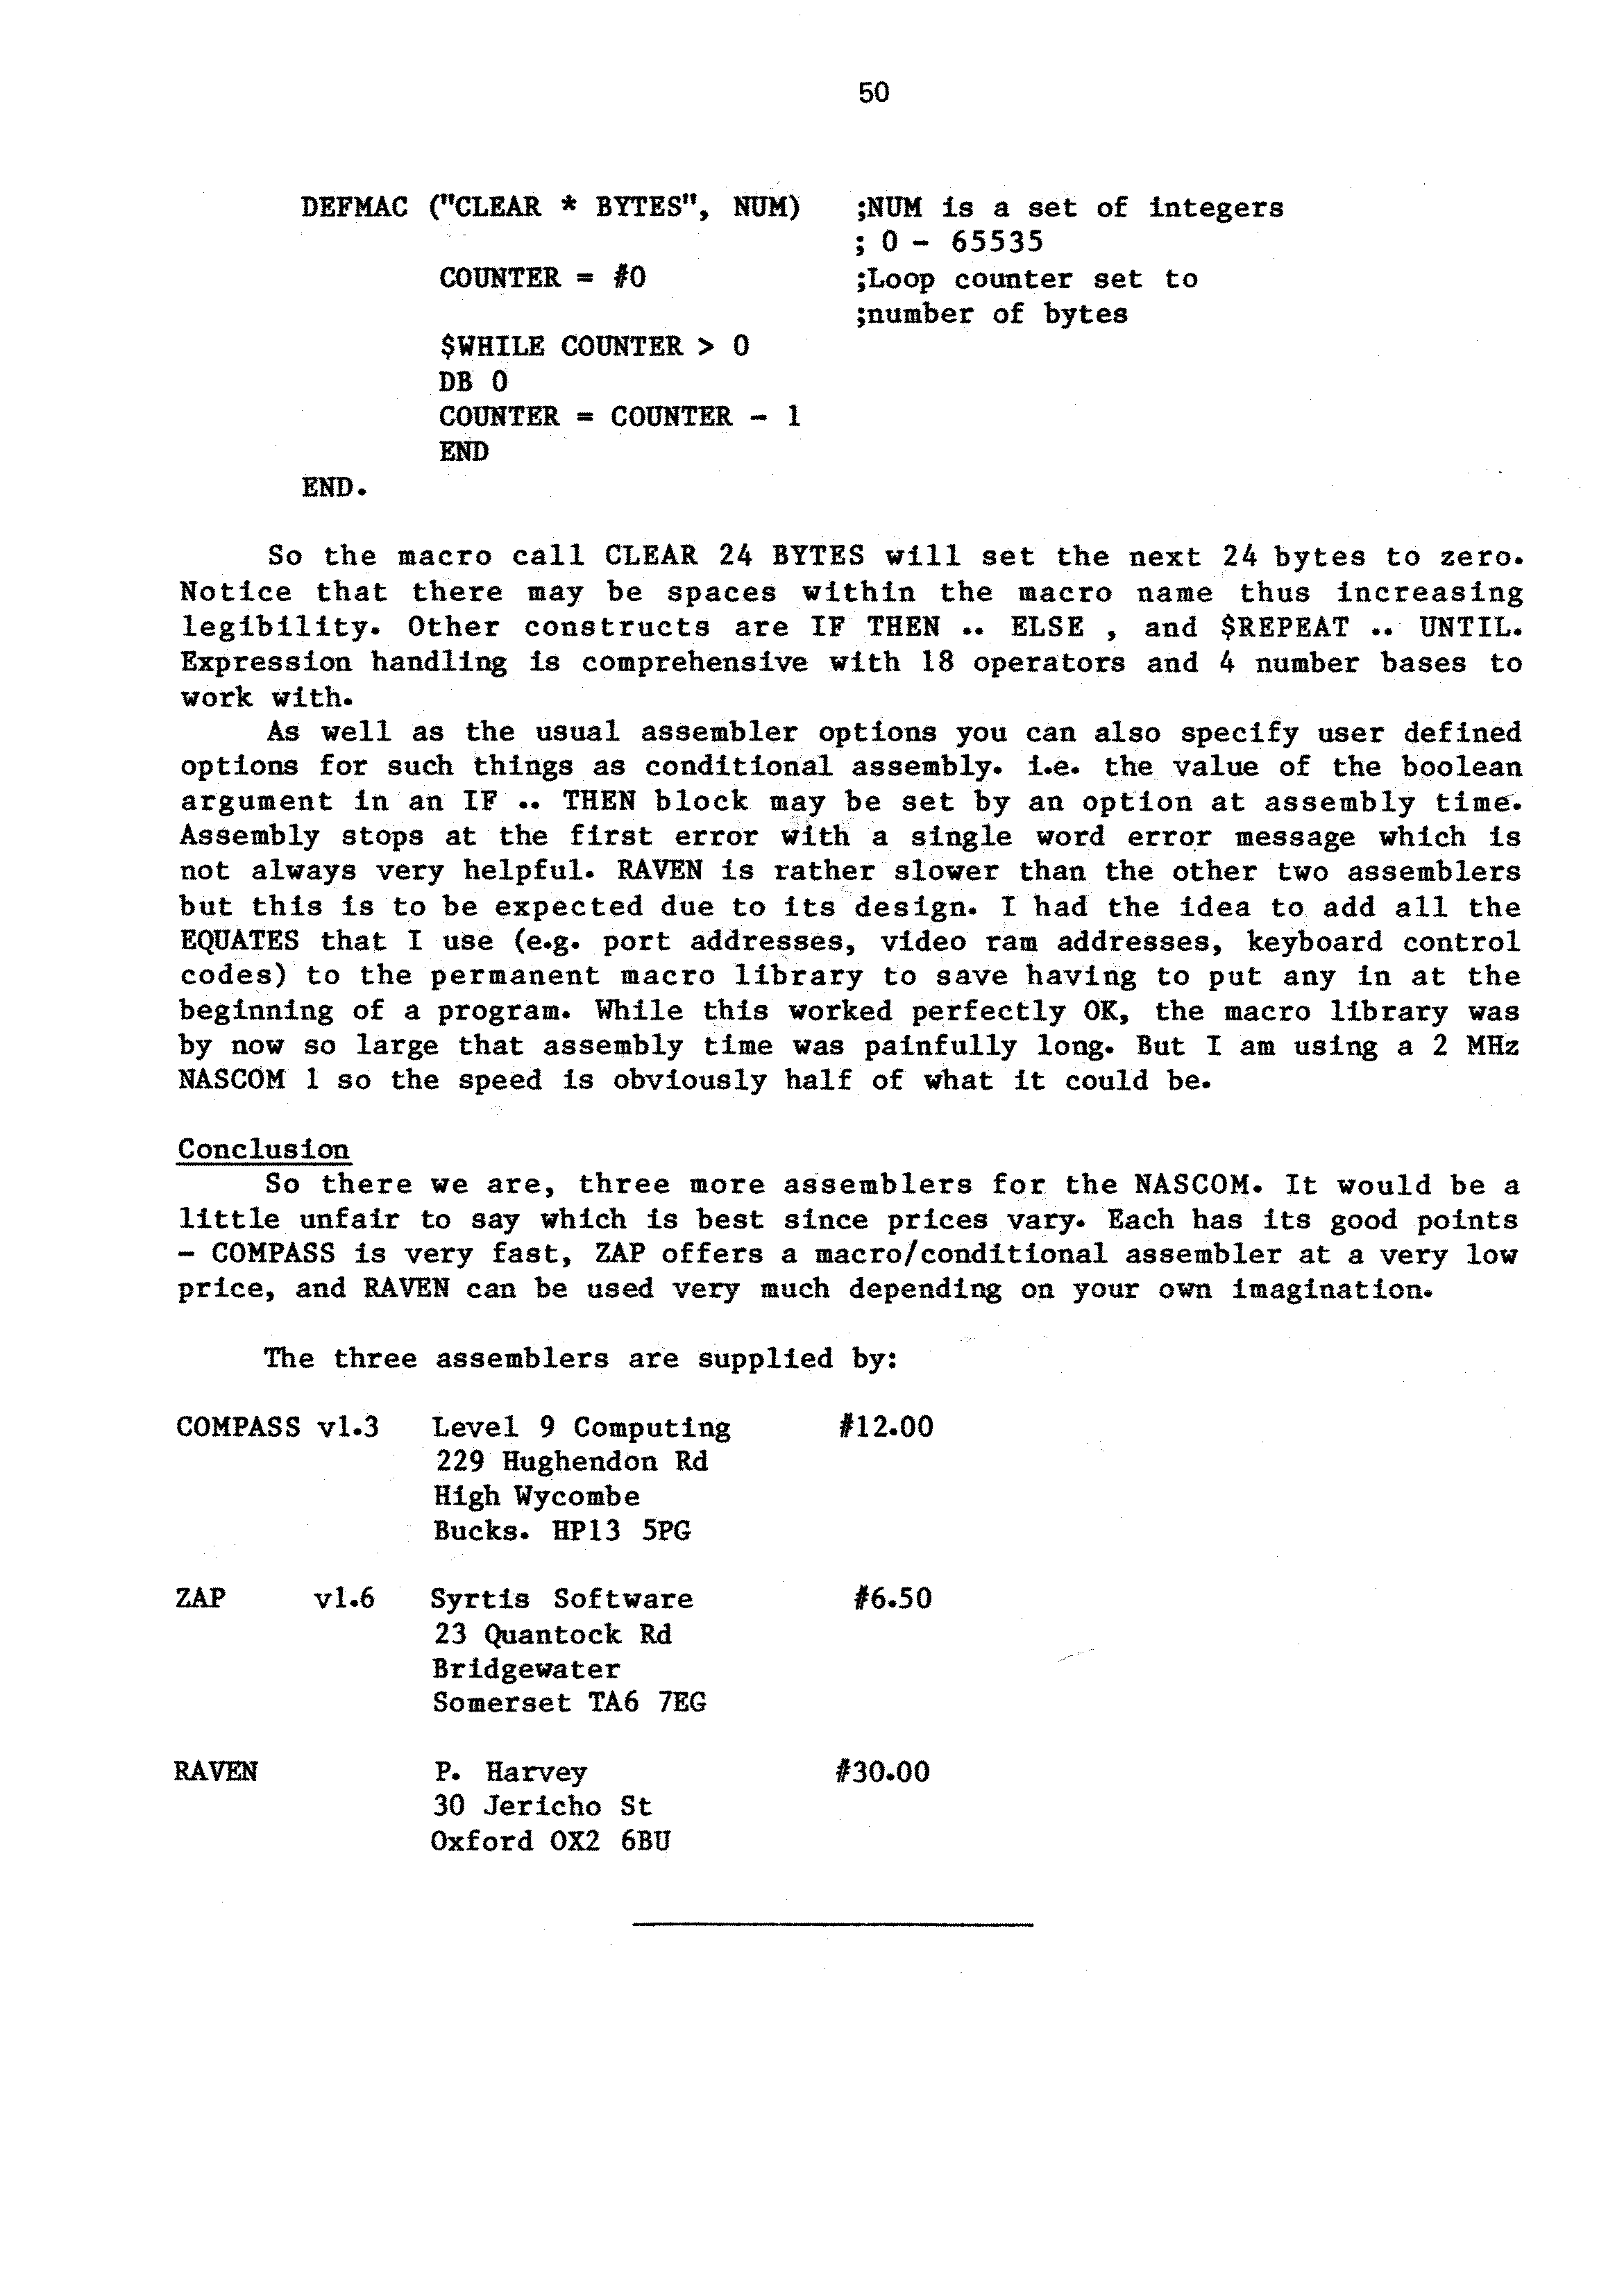 50
DEFMAC ("CLEAR * BYTES", NUM) ;NUM is a set of integers
; 0 - 65535
COUNTER = #0 ;Loop counter set to
;number of bytes
$WHILE COUNTER > 0
DB 0
COUNTER = COUNTER - 1
END
END.
So the macro call CLEAR 24 BYTES will set the next 24 bytes to zero.
Notice that there may be spaces within the macro name thus increasing
legibility. Other constructs are IF THEN .. ELSE , and $REPEAT .. UNTIL.
Expression handling is comprehensive with 18 operators and 4 number bases to
work with.
As well as the usual assembler options you can also specify user defined
options for such things as conditional assembly. i.e. the value of the boolean
argument in an IF .. THEN block may be set by an option at assembly time.
Assembly stops at the first error with a single word error message which is
not always very helpful. RAVEN is rather slower than the other two assemblers
but this is to be expected due to its design. I had the idea to add all the
EQUATES that I use (e.g. port addresses, video ram addresses, keyboard control
codes) to the permanent macro library to save having to put any in at the
beginning of a program. While this worked perfectly OK, the macro library was
by now so large that assembly time was painfully long. But I am using a 2 MHz
NASCOM 1 so the speed is obviously half of what it could be.
Conclusion
So there we are, three more assemblers for the NASCOM. It would be a
little unfair to say which is best since prices vary. Each has its good points
- COMPASS is very fast, ZAP offers a macro/conditional assembler at a very low
price, and RAVEN can be used very much depending on your own imagination.
The three assemblers are supplied by:
COMPASS v1.3 Level 9 Computing #12.00
229 Hughendon Rd
High Wycombe
Bucks. HP13 5PG
ZAP v1.6 Syrtis Software #6.50
23 Quantock Rd
Bridgewater
Somerset TA6 7EG
RAVEN P. Harvey #30.00
30 Jericho St
Oxford OX2 6BU